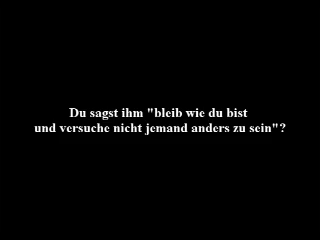 Du sagst ihm "bleib wie du bist
und versuche nicht jemand anders zu sein"?